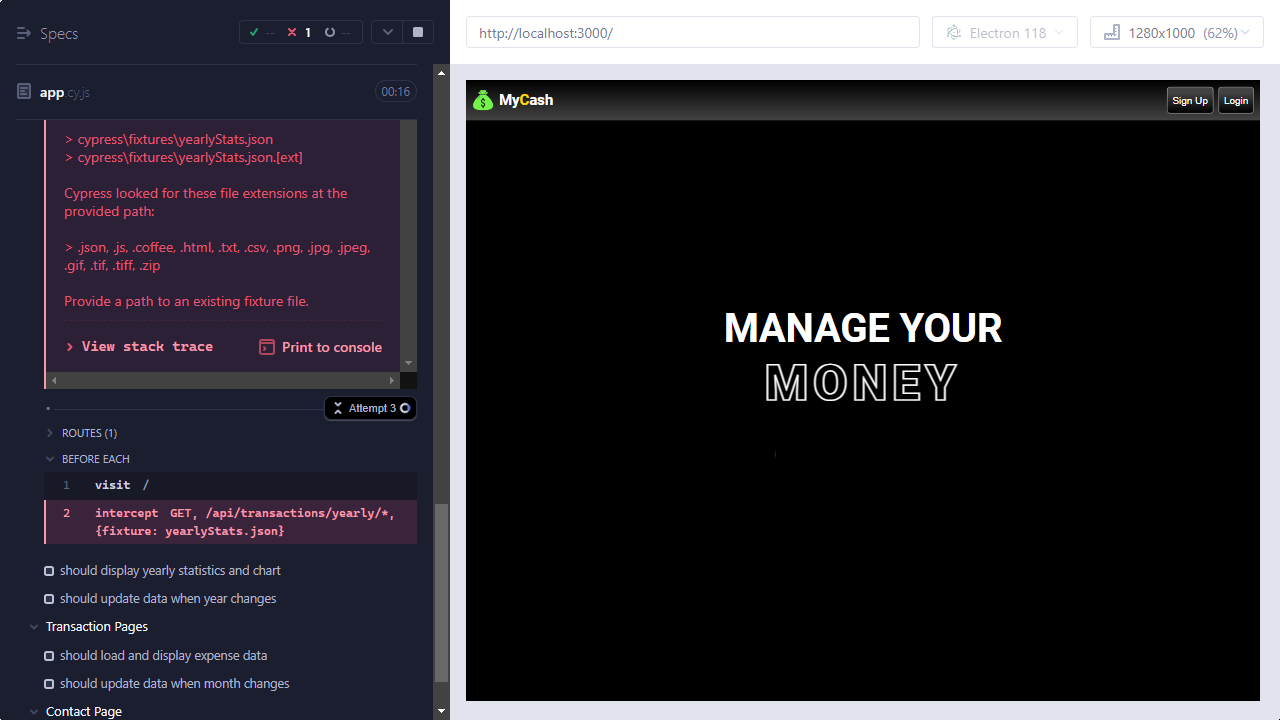 Specs
--
1
--
http://localhost:3000/
Electron 118
1280x1000 (62%)
app.cy.js
00:16
> cypress\fixtures\yearlyStats.json
> cypress\fixtures\yearlyStats.json.[ext]
Cypress looked for these file extensions at the
provided path:
> .json, .js, .coffee, .html, .txt, .csv, .png, .jpg, .jpeg,
.gif, .tif, .tiff, .zip
Provide a path to an existing fixture file.
> View stack trace
Print to console
Attempt 3
ROUTES (1)
BEFORE EACH
1 visit /
2 intercept GET, /api/transactions/yearly/*,
{fixture: yearlyStats.json}
should display yearly statistics and chart
should update data when year changes
Transaction Pages
should load and display expense data
should update data when month changes
Contact Page
MyCash
Sign Up
Login
MANAGE YOUR
MONEY